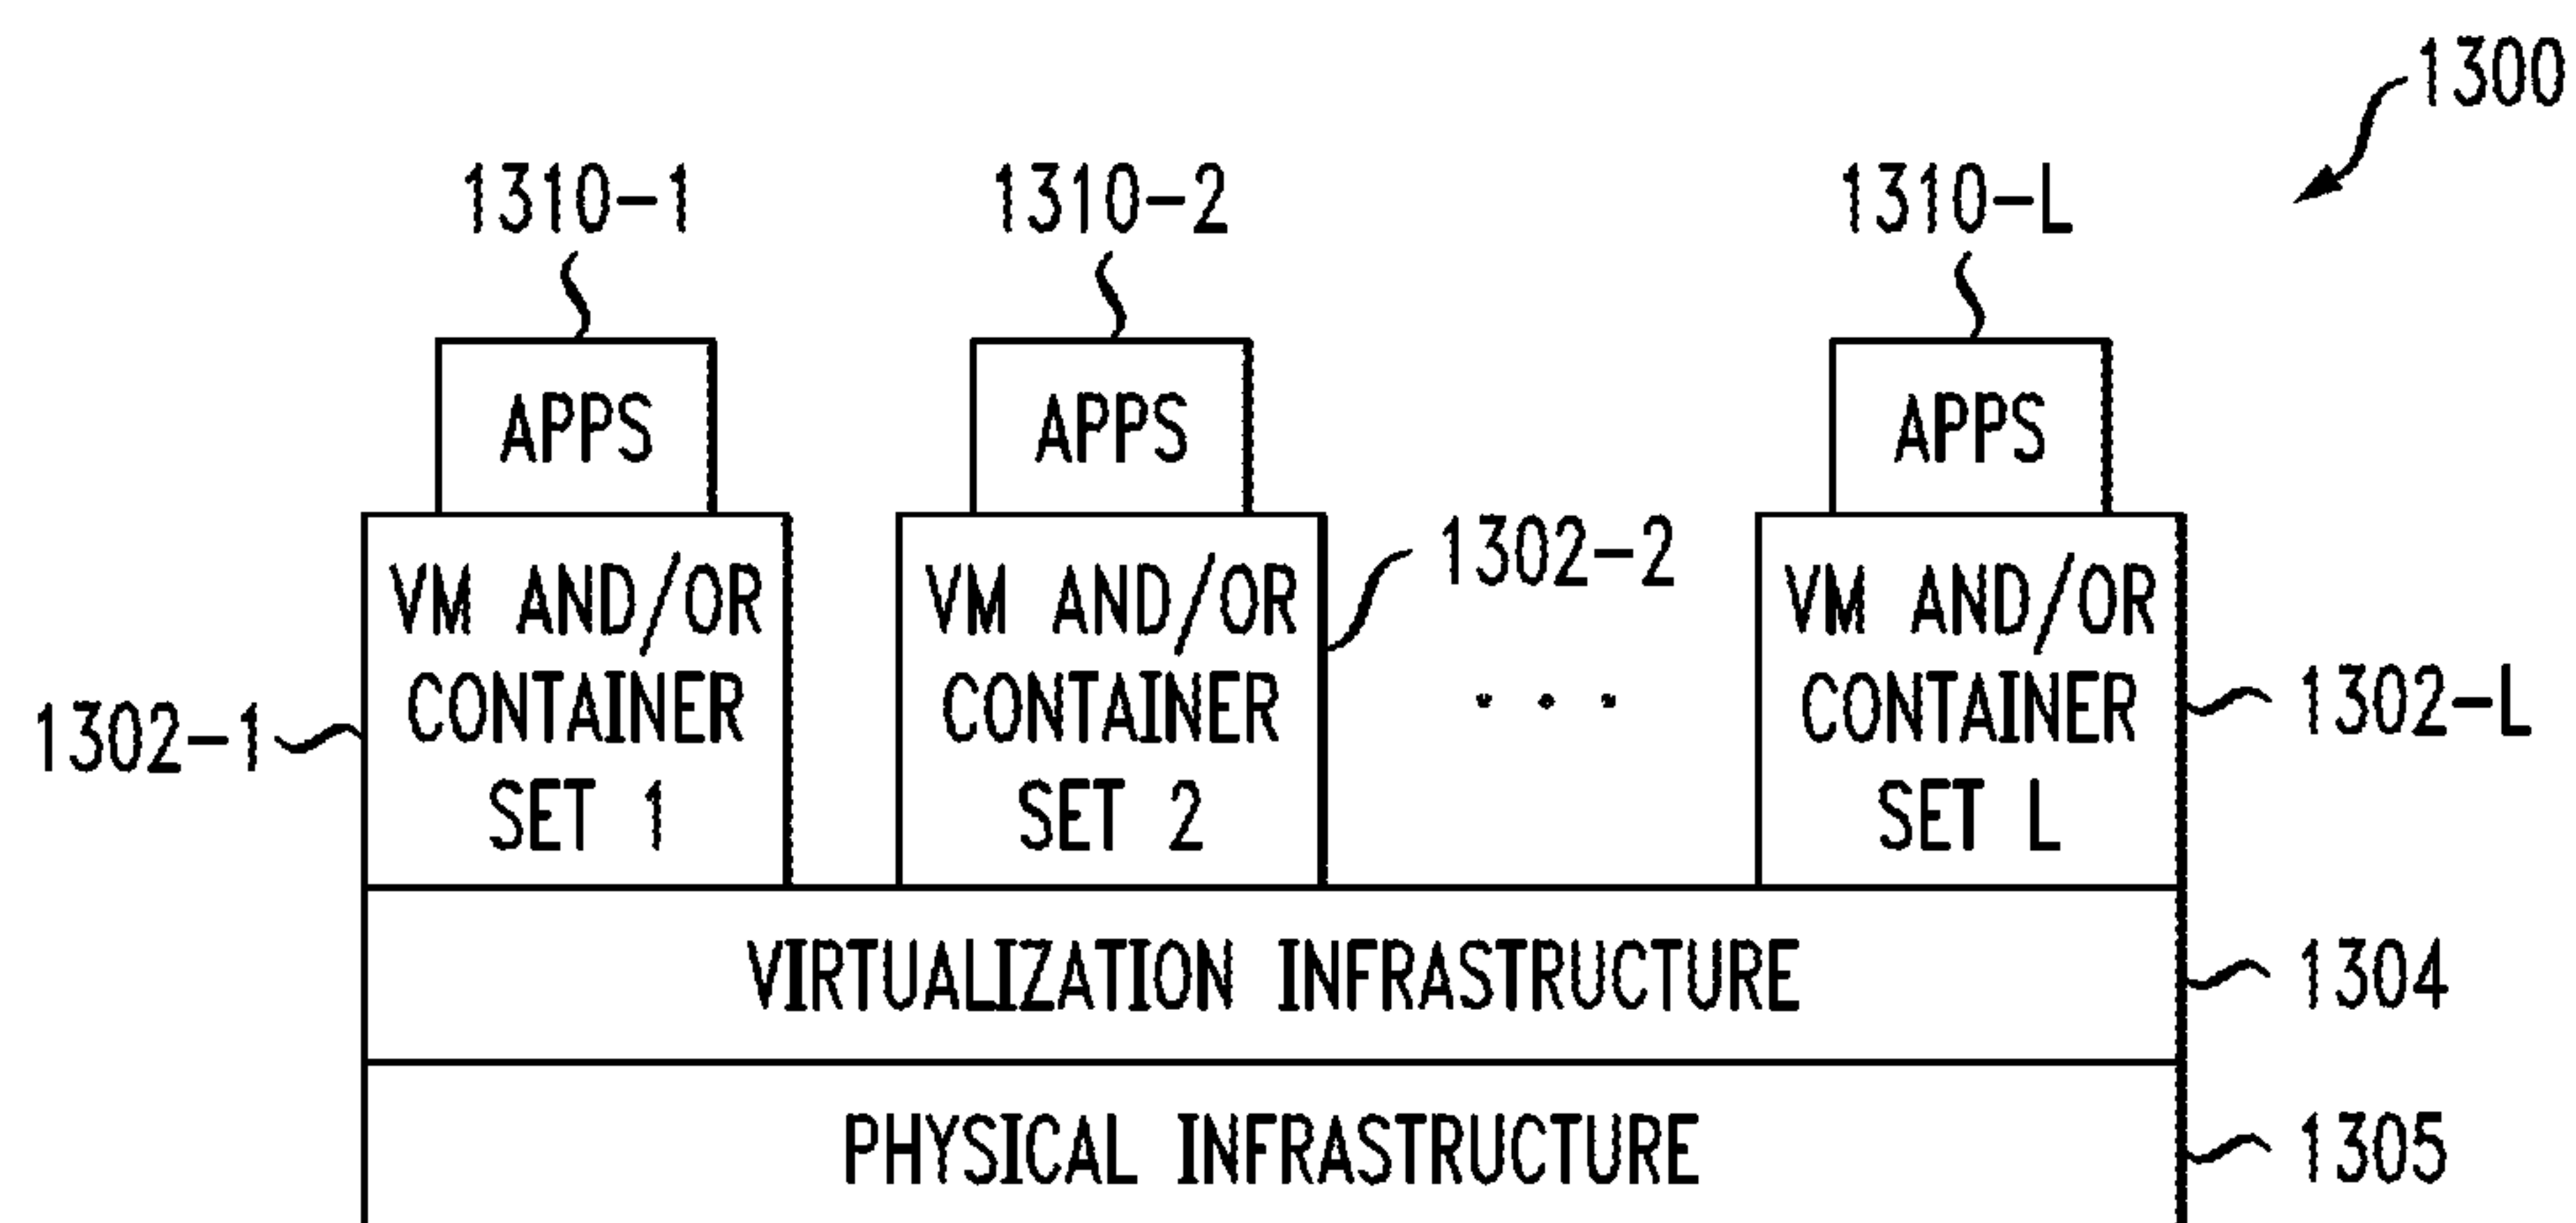 1300
1310-1 1310-2 1310-L
APPS APPS APPS
1302-2
VM AND/OR VM AND/OR VM AND/OR
CONTAINER CONTAINER CONTAINER
1302-1 . . . 1302-L
SET 1 SET 2 SET L
VIRTUALIZATION INFRASTRUCTURE 1304
PHYSICAL INFRASTRUCTURE 1305